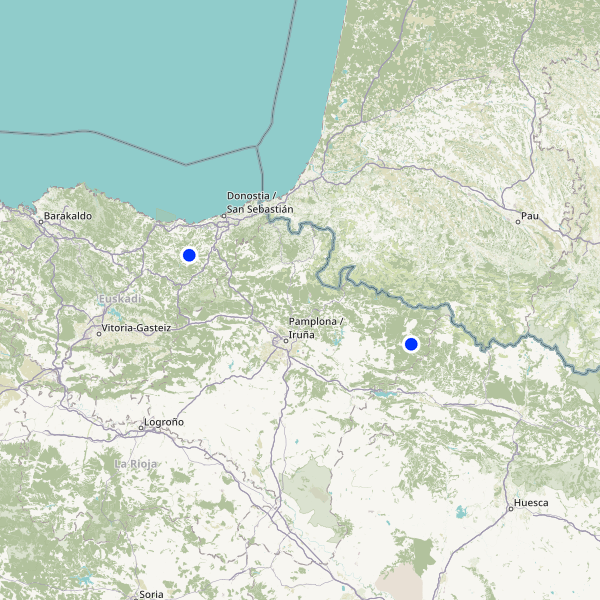 Donostia /
San Sebastián
Barakaldo
Pau
Euskadi
Vitoria-Gasteiz
Pamplona /
Iruña
Logroño
La Rioja
Huesca
Soria